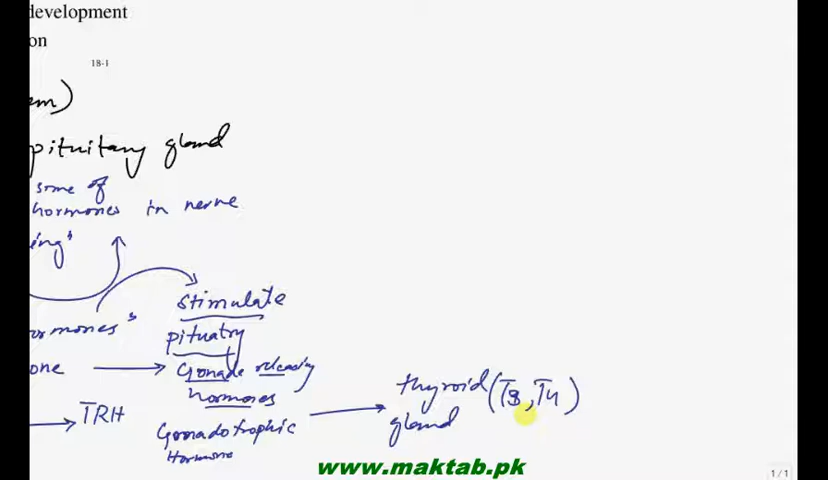 development
on
18-1
em)
pituitary gland
some of
hormones in nerve
ing"
stimulate
ormones"
pituatry
one
Gonade releasing
hormones
thyroid (T3, T4)
TRH
gland
Gonadotrophic
Hormone
www.maktab.pk
1/1